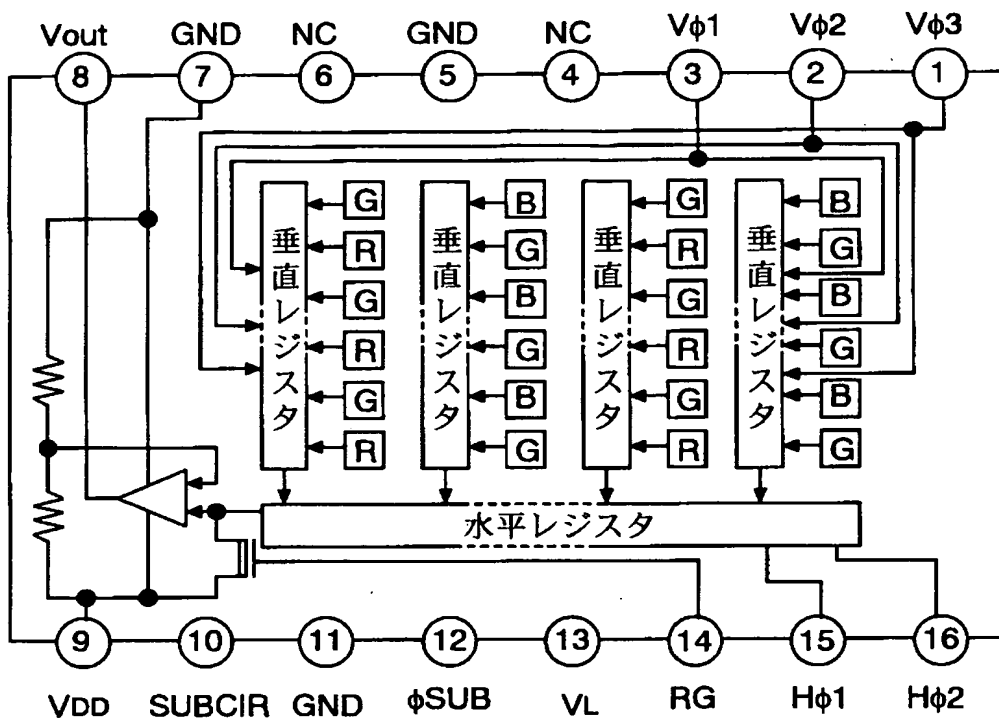 Vout GND NC GND NC Vφ1 Vφ2 Vφ3
8 7 6 5 4 3 2 1
G B G B
R G R G
G B G B
R G R G
G B G B
R G R G
垂直レジスタ
垂直レジスタ
垂直レジスタ
垂直レジスタ
水平レジスタ
9 10 11 12 13 14 15 16
VDD SUBCIR GND φSUB VL RG Hφ1 Hφ2